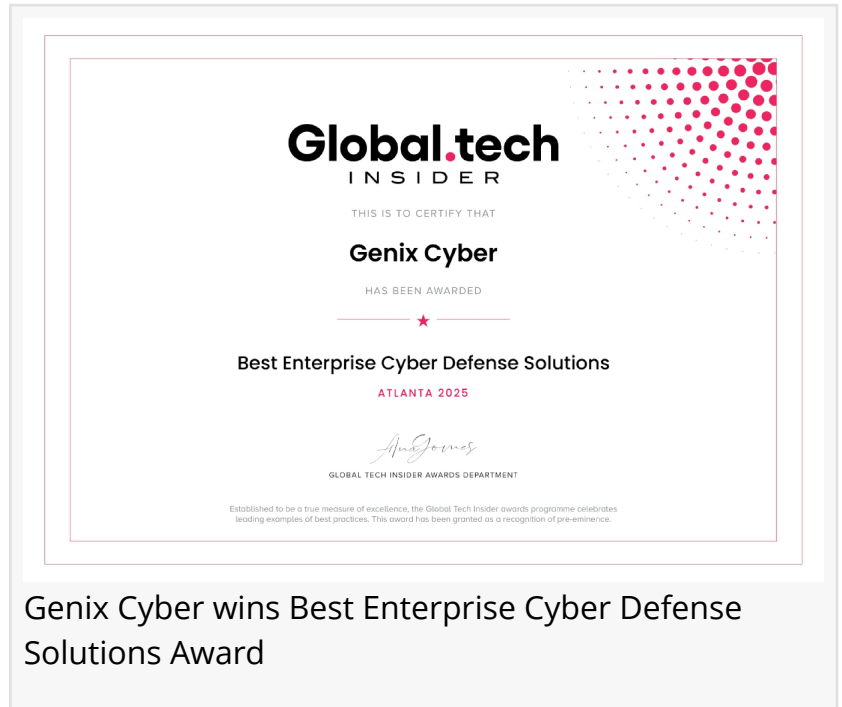 Global.tech
INSIDER
THIS IS TO CERTIFY THAT
Genix Cyber
HAS BEEN AWARDED
Best Enterprise Cyber Defense Solutions
ATLANTA 2025
GLOBAL TECH INSIDER AWARDS DEPARTMENT
Established to be a true measure of excellence, the Global Tech Insider awards programme celebrates
leading examples of best practices. This award has been granted as a recognition of pre-eminence.
Genix Cyber wins Best Enterprise Cyber Defense
Solutions Award